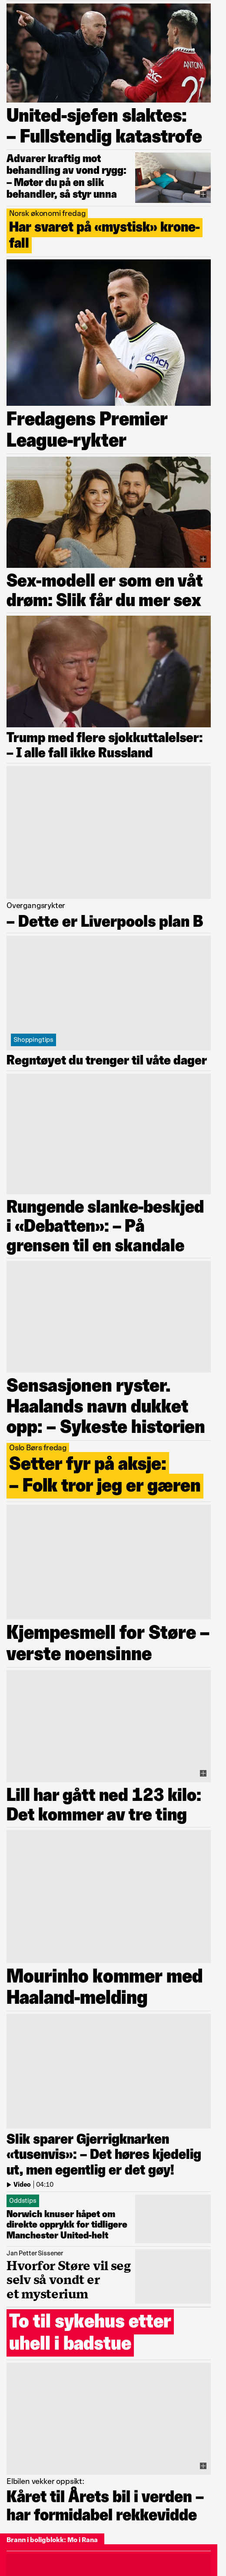 United-sjefen slaktes:
– Fullstendig katastrofe
Advarer kraftig mot
behandling av vond rygg:
– Møter du på en slik
behandler, så styr unna
Norsk økonomi fredag
Har svaret på «mystisk» krone-
fall
ANTONY
21
cinch
Fredagens Premier
League-rykter
Sex-modell er som en våt
drøm: Slik får du mer sex
Trump med flere sjokkuttalelser:
– I alle fall ikke Russland
Overgangsrykter
– Dette er Liverpools plan B
Shoppingtips
Regntøyet du trenger til våte dager
Rungende slanke-beskjed
i «Debatten»: – På
grensen til en skandale
Sensasjonen ryster.
Haalands navn dukket
opp: – Sykeste historien
Oslo Børs fredag
Setter fyr på aksje:
– Folk tror jeg er gæren
Kjempesmell for Støre –
verste noensinne
Lill har gått ned 123 kilo:
Det kommer av tre ting
Mourinho kommer med
Haaland-melding
Slik sparer Gjerrigknarken
«tusenvis»: – Det høres kjedelig
ut, men egentlig er det gøy!
Video | 04:10
Oddstips
Norwich knuser håpet om
direkte opprykk for tidligere
Manchester United-helt
Jan Petter Sissener
Hvorfor Støre vil seg
selv så vondt er
et mysterium
To til sykehus etter
uhell i badstue
Elbilen vekker oppsikt:
Kåret til Årets bil i verden –
har formidabel rekkevidde
Brann i boligblokk: Mo i Rana